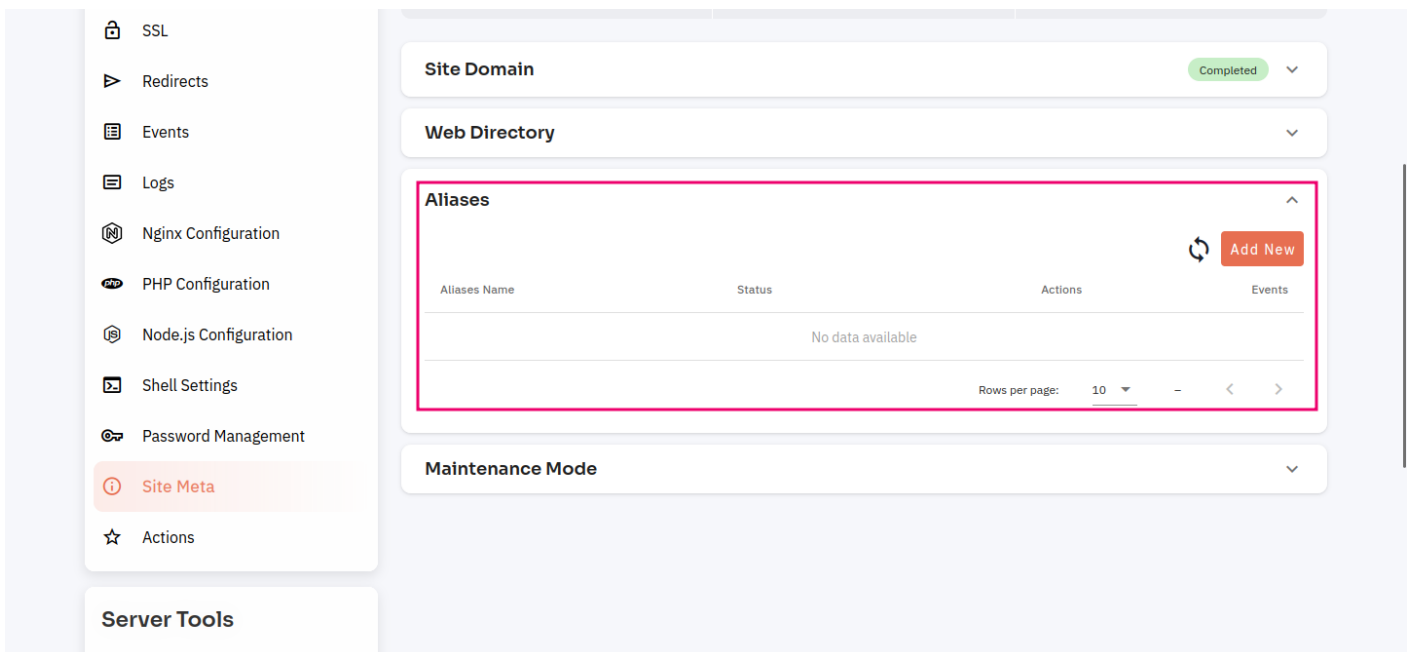 SSL
Redirects
Events
Logs
Nginx Configuration
php PHP Configuration
JS Node.js Configuration
Shell Settings
Password Management
Site Meta
Actions
Server Tools
Site Domain Completed
Web Directory
Aliases
Add New
Aliases Name Status Actions Events
No data available
Rows per page: 10 –
Maintenance Mode